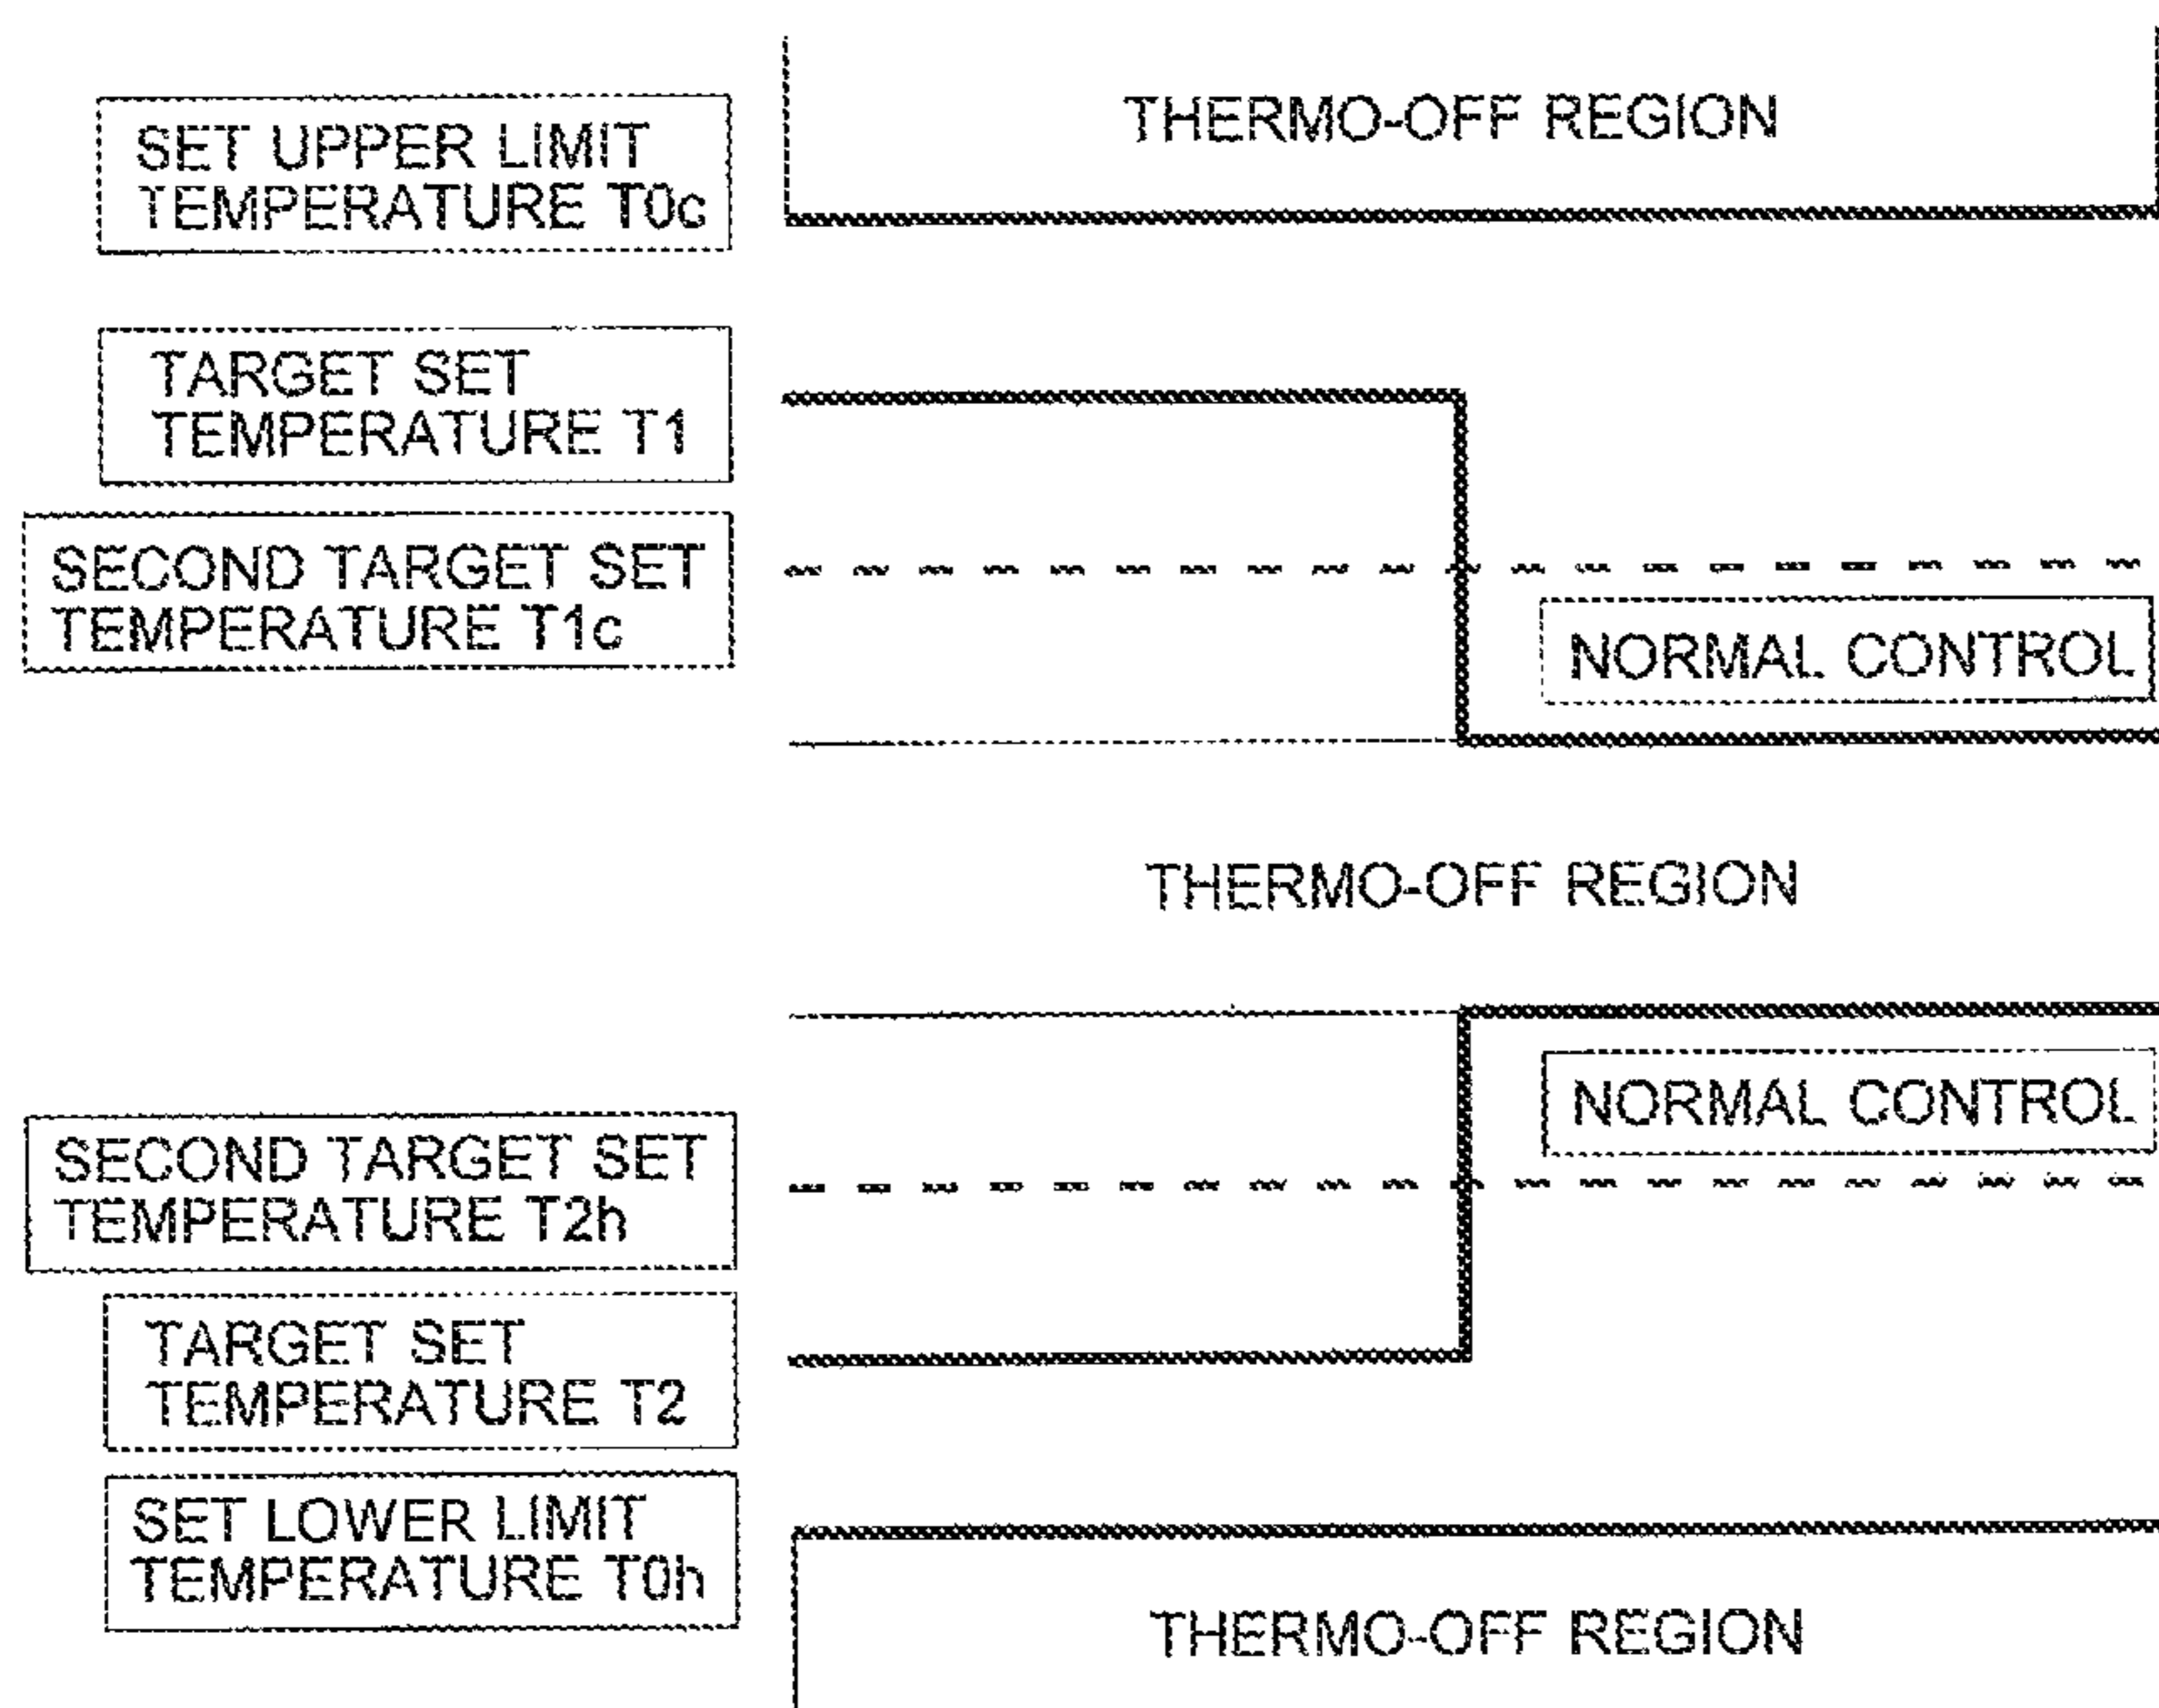 THERMO-OFF REGION
SET UPPER LIMIT
TEMPERATURE T0c
TARGET SET
TEMPERATURE T1
SECOND TARGET SET
TEMPERATURE T1c
NORMAL CONTROL
THERMO-OFF REGION
NORMAL CONTROL
SECOND TARGET SET
TEMPERATURE T2h
TARGET SET
TEMPERATURE T2
SET LOWER LIMIT
TEMPERATURE T0h
THERMO-OFF REGION